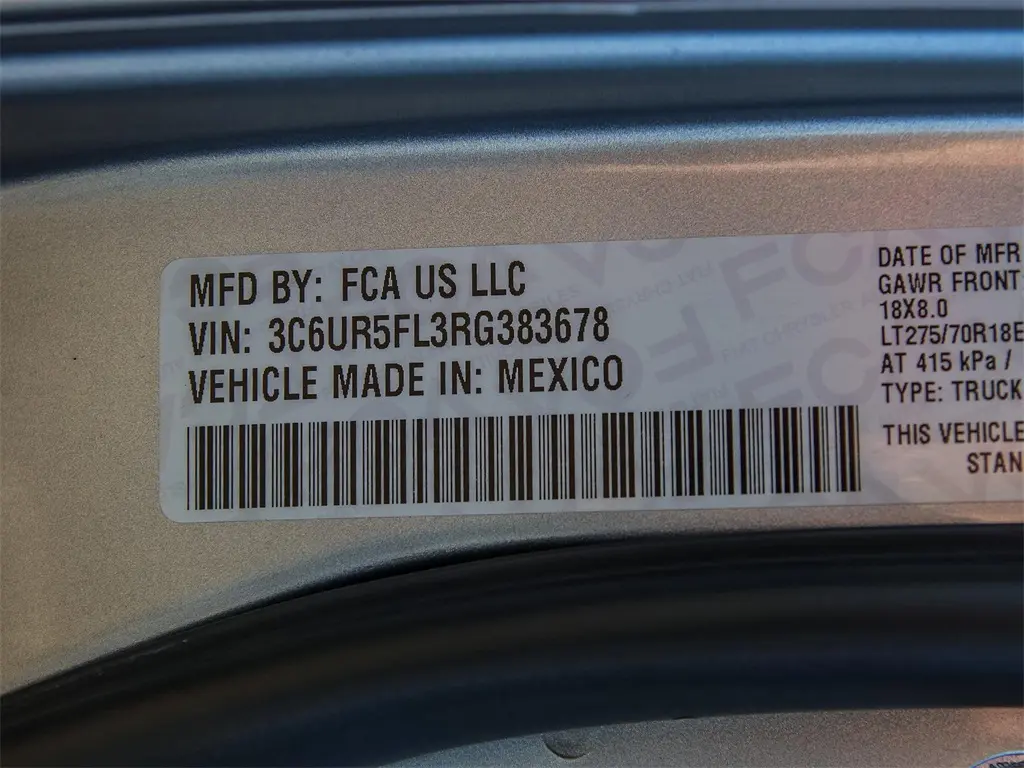 MFD BY: FCA US LLC
VIN: 3C6UR5FL3RG383678
VEHICLE MADE IN: MEXICO
DATE OF MFR
GAWR FRONT
18X8.0
LT275/70R18E
AT 415 kPa /
TYPE: TRUCK
THIS VEHICLE
STAN